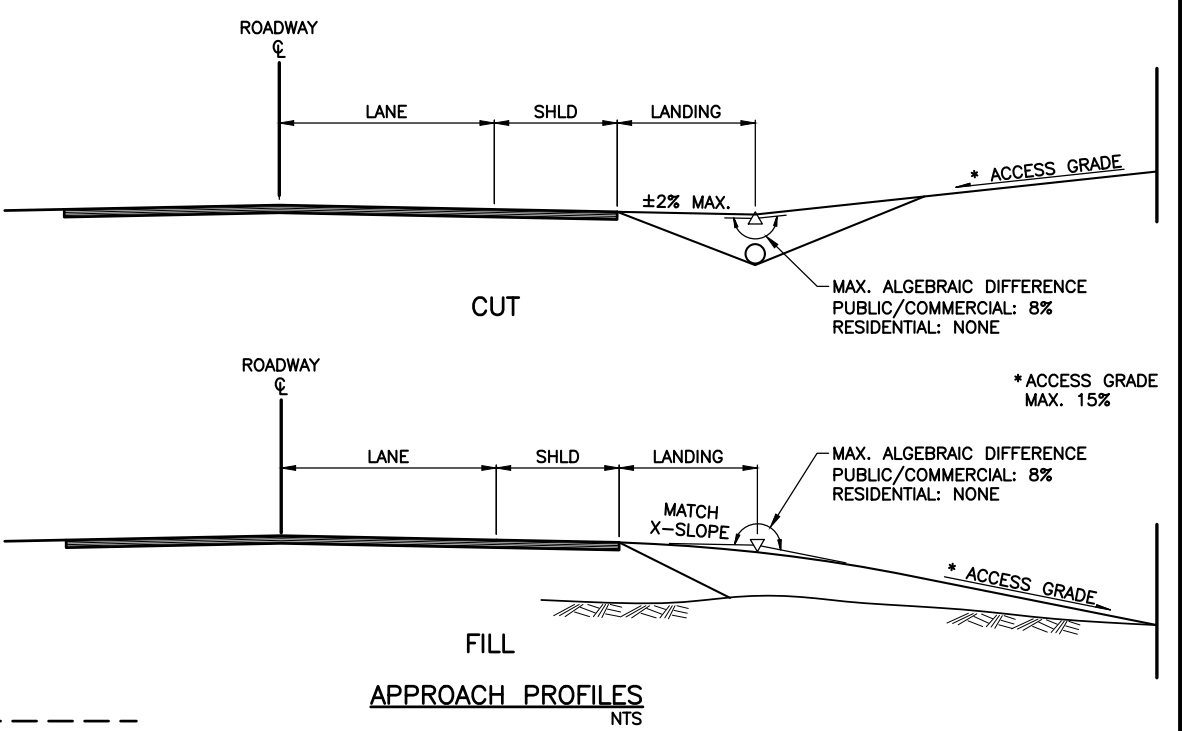 ROADWAY
℄
LANE
SHLD
LANDING
* ACCESS GRADE
±2% MAX.
MAX. ALGEBRAIC DIFFERENCE
PUBLIC/COMMERCIAL: 8%
RESIDENTIAL: NONE
CUT
ROADWAY
℄
*ACCESS GRADE
MAX. 15%
LANE
SHLD
LANDING
MAX. ALGEBRAIC DIFFERENCE
PUBLIC/COMMERCIAL: 8%
RESIDENTIAL: NONE
MATCH
X-SLOPE
* ACCESS GRADE
FILL
APPROACH PROFILES
NTS